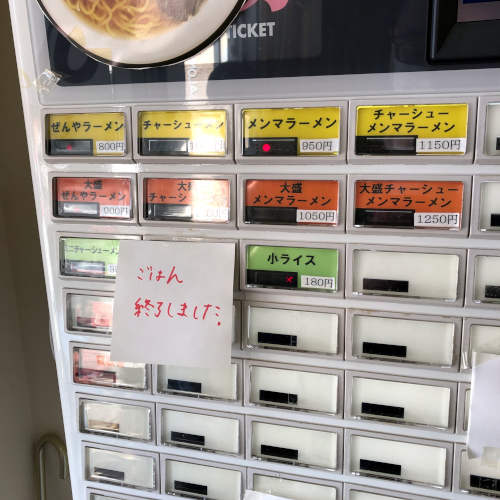 TICKET
ぜんやラーメン
800円
チャーシュー
メン
メンマラーメン
950円
チャーシュー
メンマラーメン
1150円
大盛
ぜんやラーメン
大盛
メンマラーメン
1050円
大盛チャーシュー
メンマラーメン
1250円
ミニチャーシューメン
小ライス
180円
ごはん
終了しました。